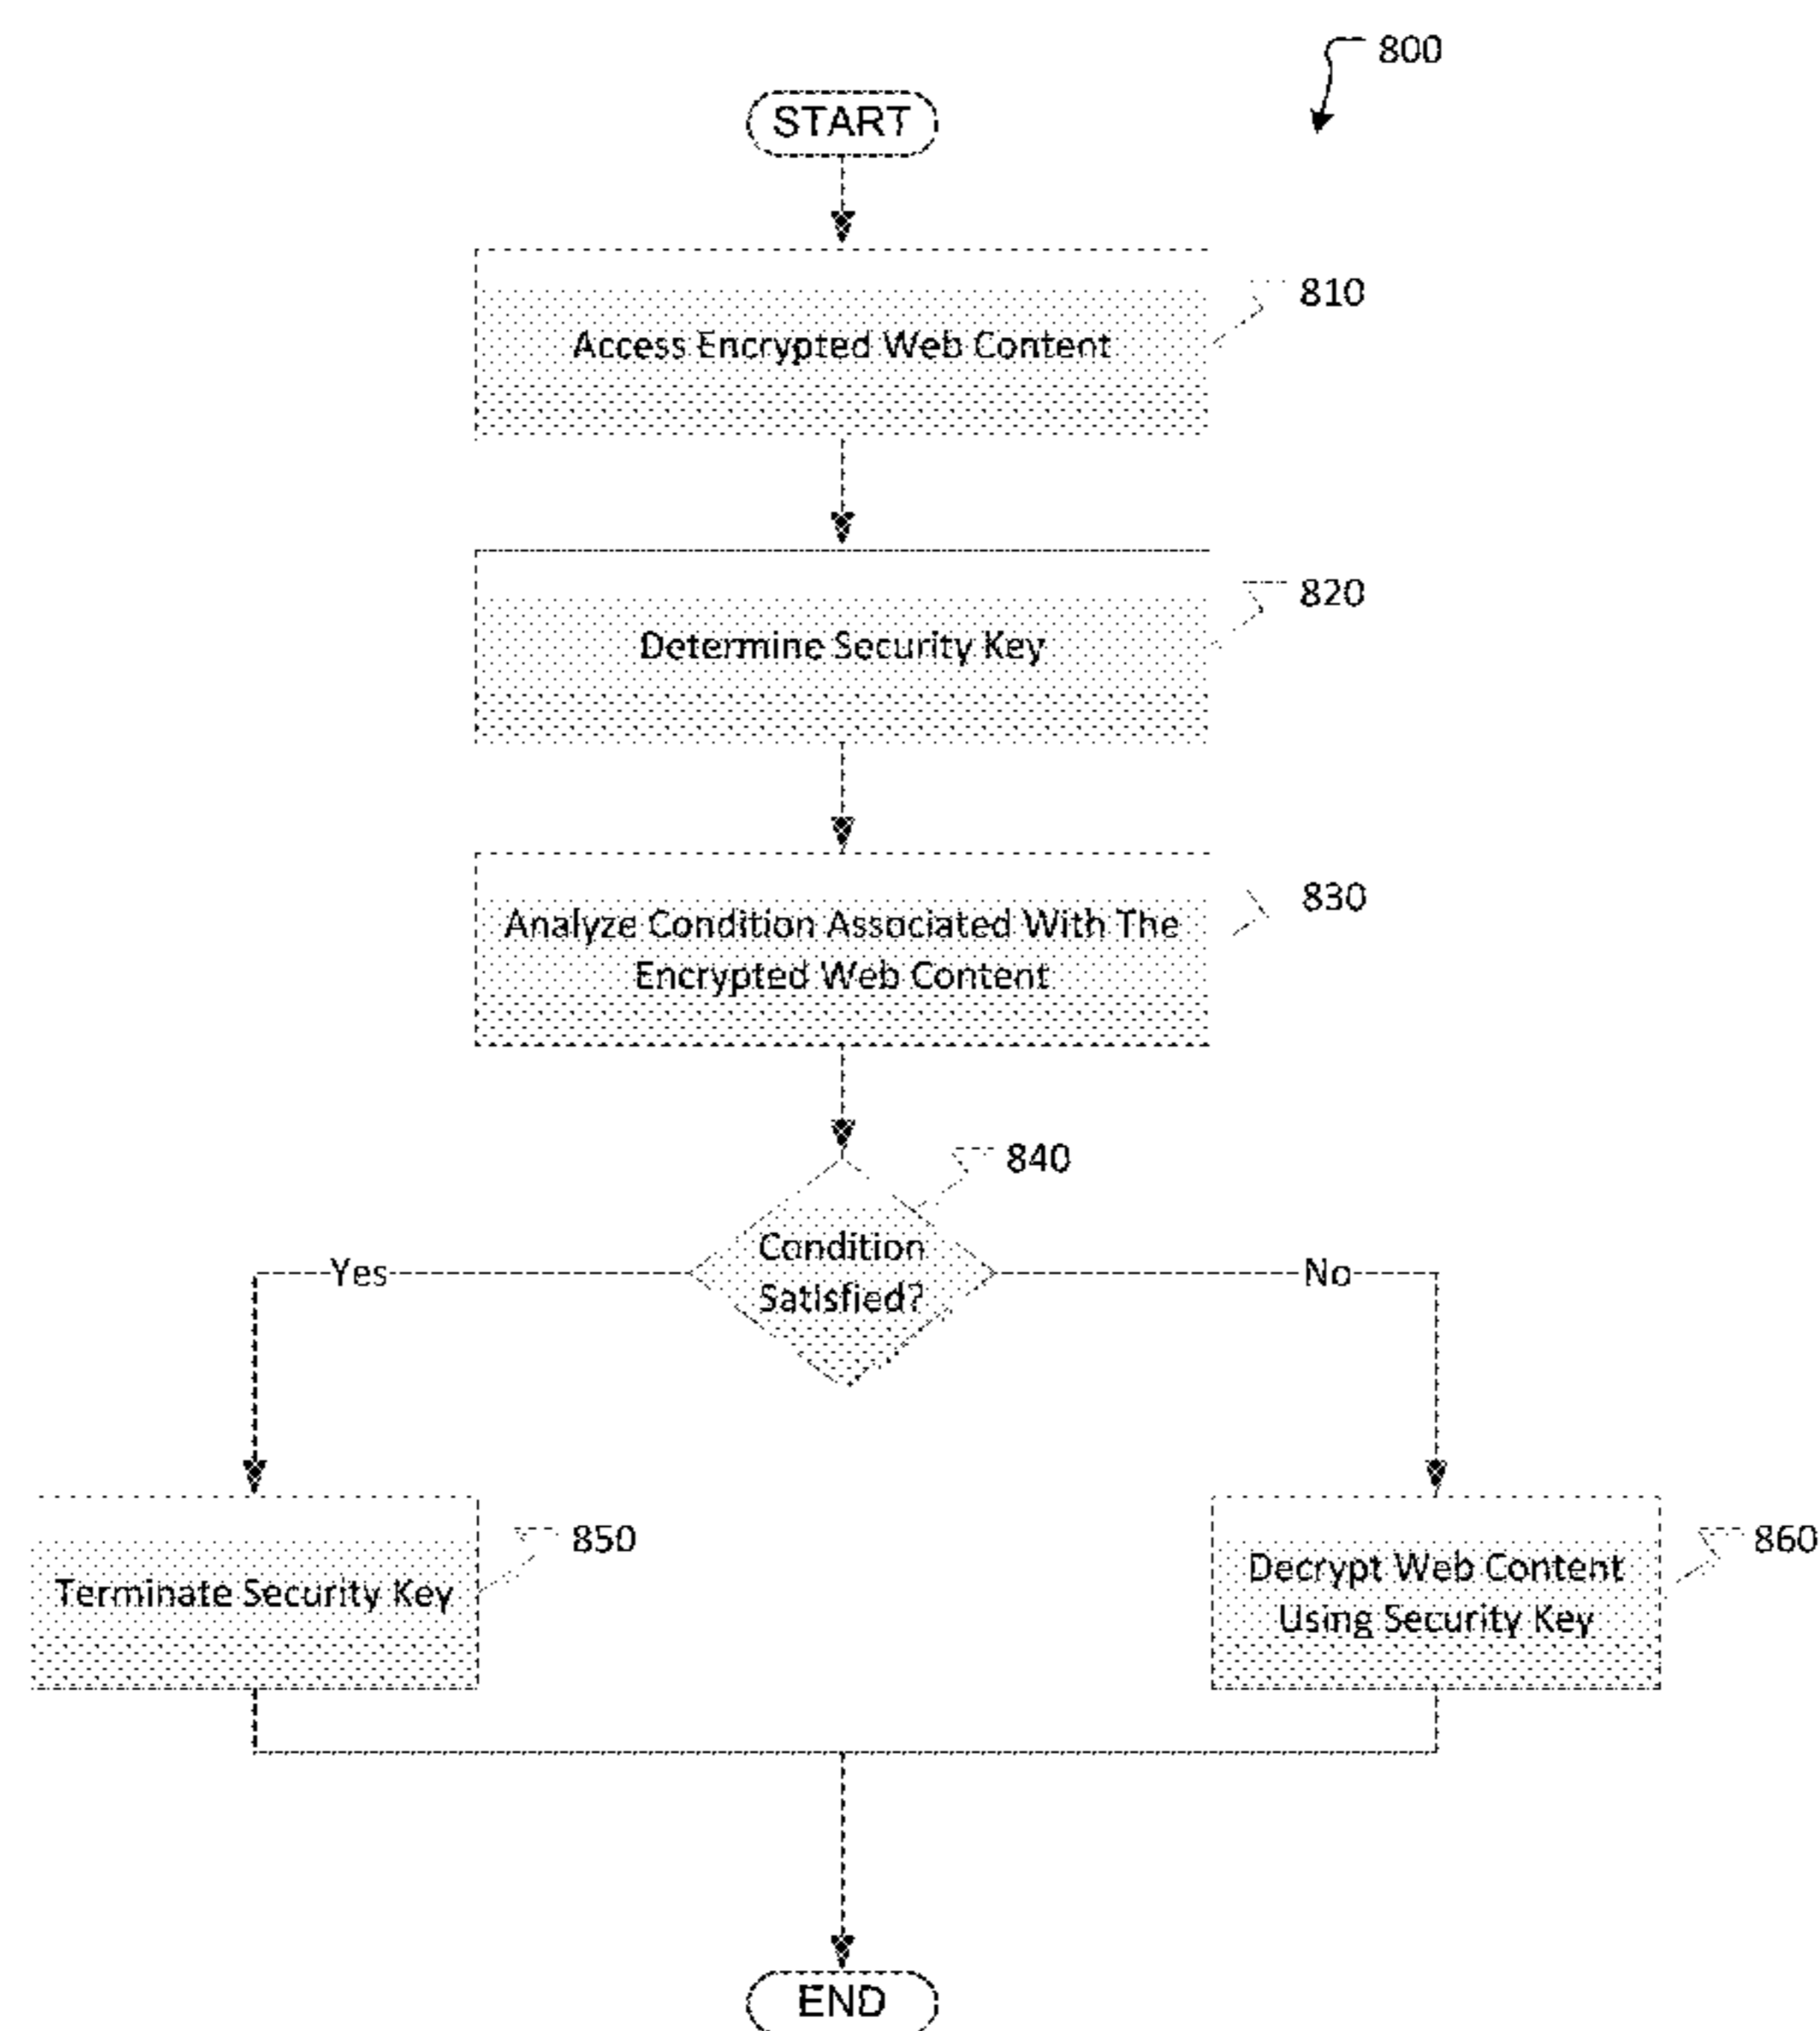 800
START
810
Access Encrypted Web Content
820
Determine Security Key
830
Analyze Condition Associated With The
Encrypted Web Content
840
Condition
Satisfied?
Yes
No
850
Terminate Security Key
860
Decrypt Web Content
Using Security Key
END